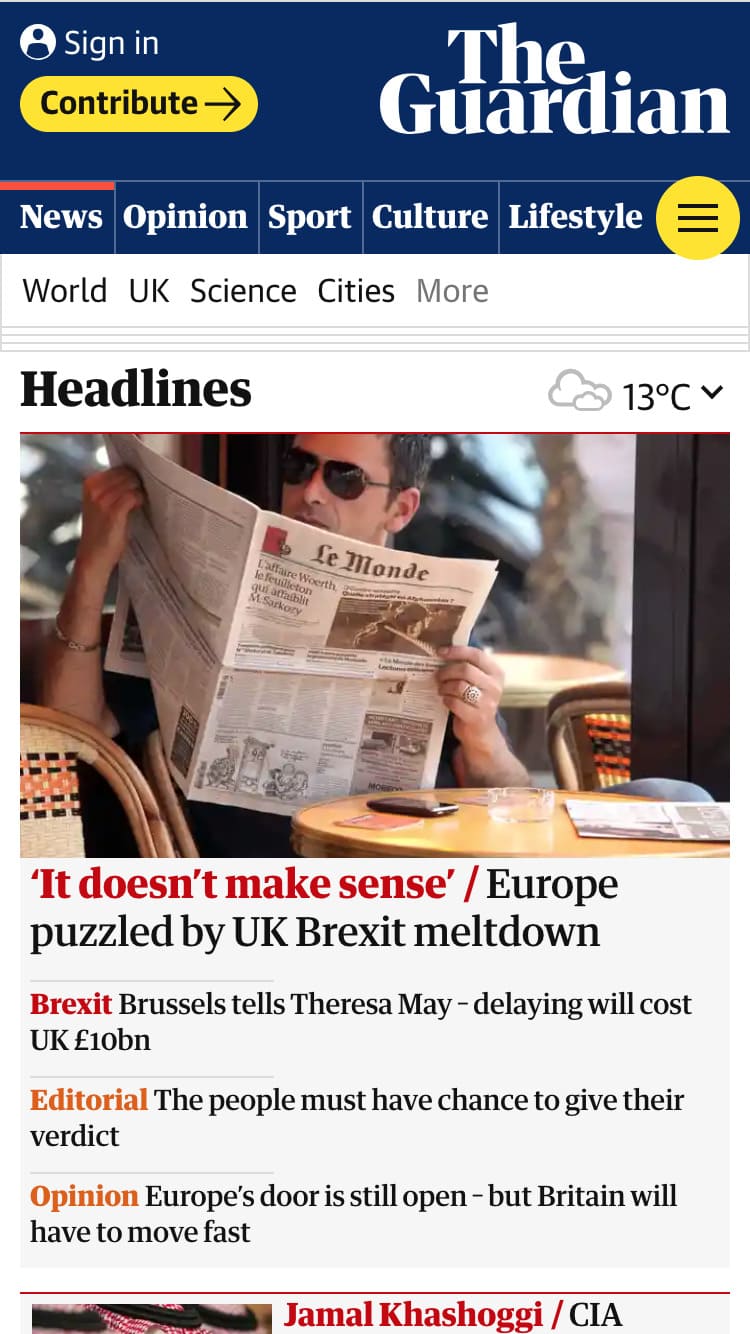 Sign in
Contribute
The
Guardian
News Opinion Sport Culture Lifestyle
World UK Science Cities More
Headlines
13°C
Le Monde
L'affaire Woerth,
le feuilleton
qui affaiblit
M. Sarkozy
‘It doesn’t make sense’ / Europe
puzzled by UK Brexit meltdown
Brexit Brussels tells Theresa May – delaying will cost
UK £10bn
Editorial The people must have chance to give their
verdict
Opinion Europe’s door is still open – but Britain will
have to move fast
Jamal Khashoggi / CIA